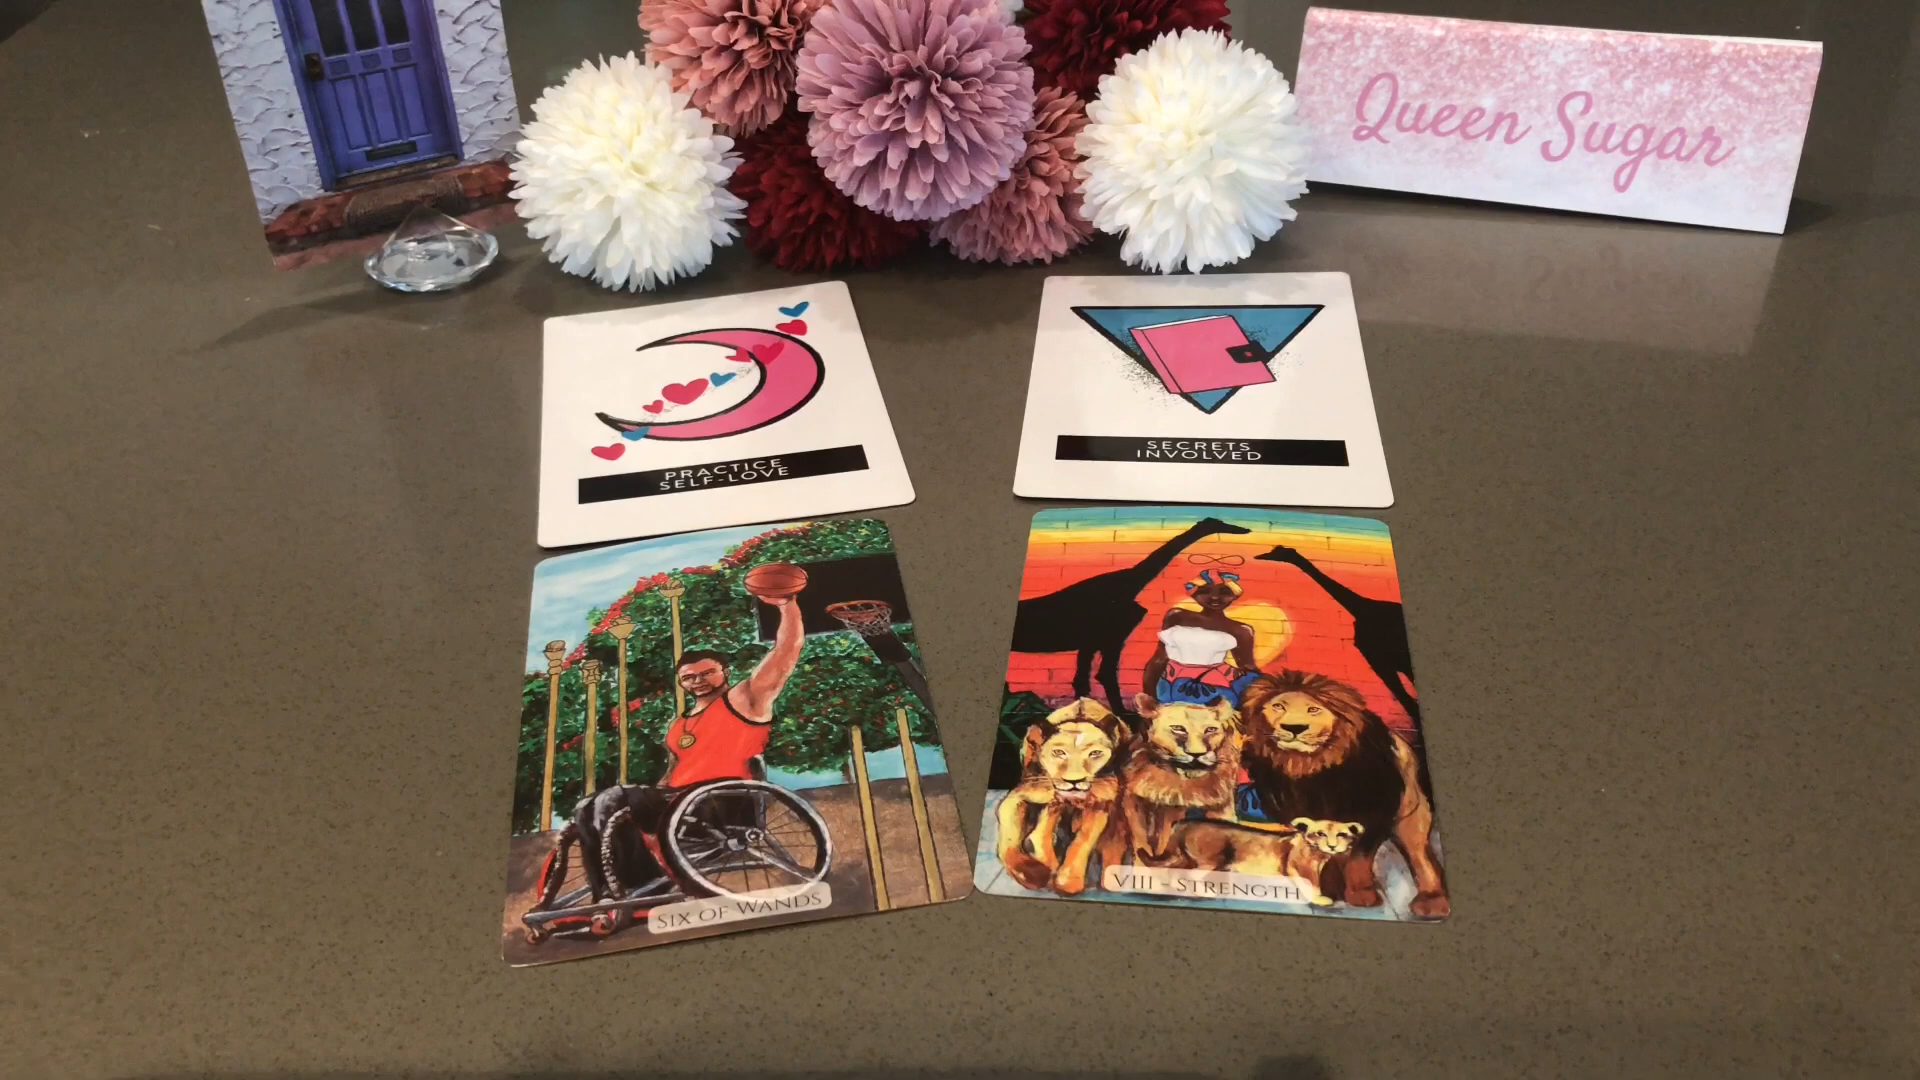 Queen Sugar
PRACTICE
SELF-LOVE
SECRETS
INVOLVED
SIX OF WANDS
VIII - STRENGTH